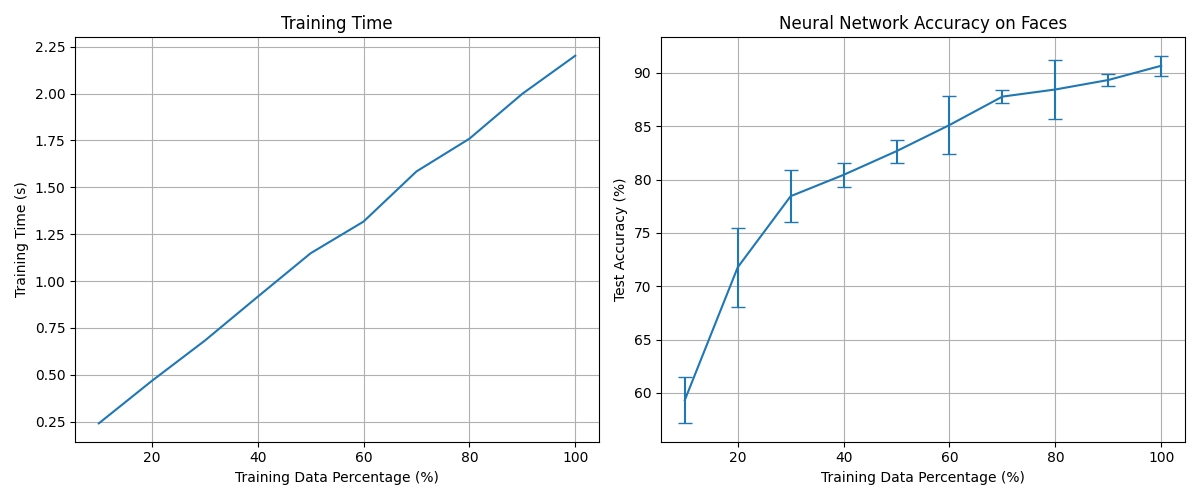 Training Time
Training Time (s)
2.25
2.00
1.75
1.50
1.25
1.00
0.75
0.50
0.25
20 40 60 80 100
Training Data Percentage (%)
Neural Network Accuracy on Faces
Test Accuracy (%)
90
85
80
75
70
65
60
20 40 60 80 100
Training Data Percentage (%)